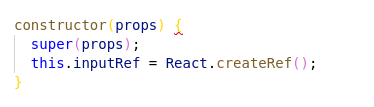 constructor(props) {
  super(props);
  this.inputRef = React.createRef();
}